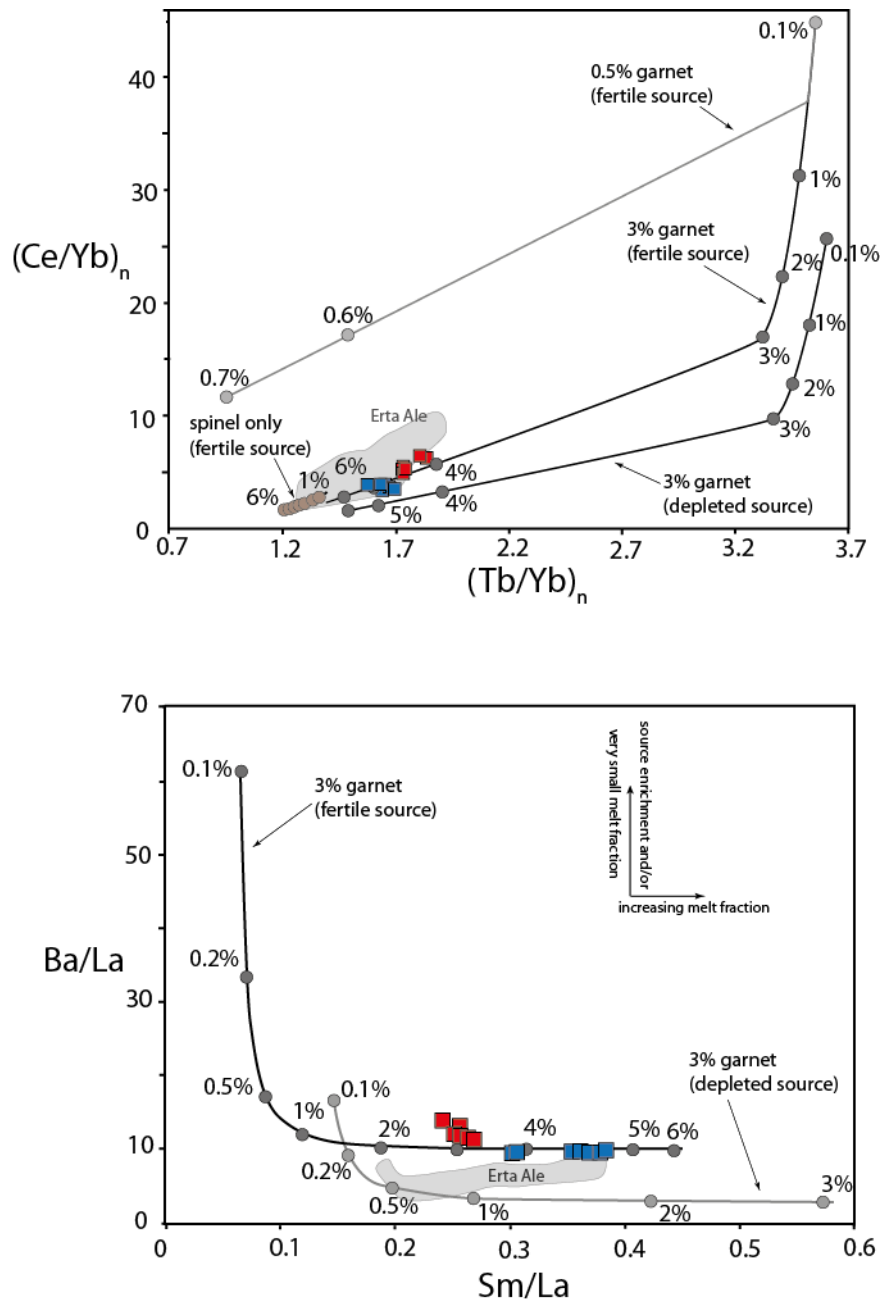 40
30
20
10
0
(Ce/Yb)n
0.7
1.2
1.7
2.2
2.7
3.2
3.7
(Tb/Yb)n
0.1%
0.5% garnet
(fertile source)
1%
3% garnet
(fertile source)
2%
0.1%
0.6%
1%
3%
2%
0.7%
3%
spinel only
(fertile source)
Erta Ale
6%
1%
6%
4%
4%
5%
3% garnet
(depleted source)
70
50
30
10
0
Ba/La
0
0.1
0.2
0.3
0.4
0.5
0.6
Sm/La
0.1%
3% garnet
(fertile source)
very small melt fraction
source enrichment and/or
increasing melt fraction
0.2%
0.5%
1%
0.1%
2%
4%
5%
6%
3% garnet
(depleted source)
0.2%
Erta Ale
0.5%
1%
2%
3%